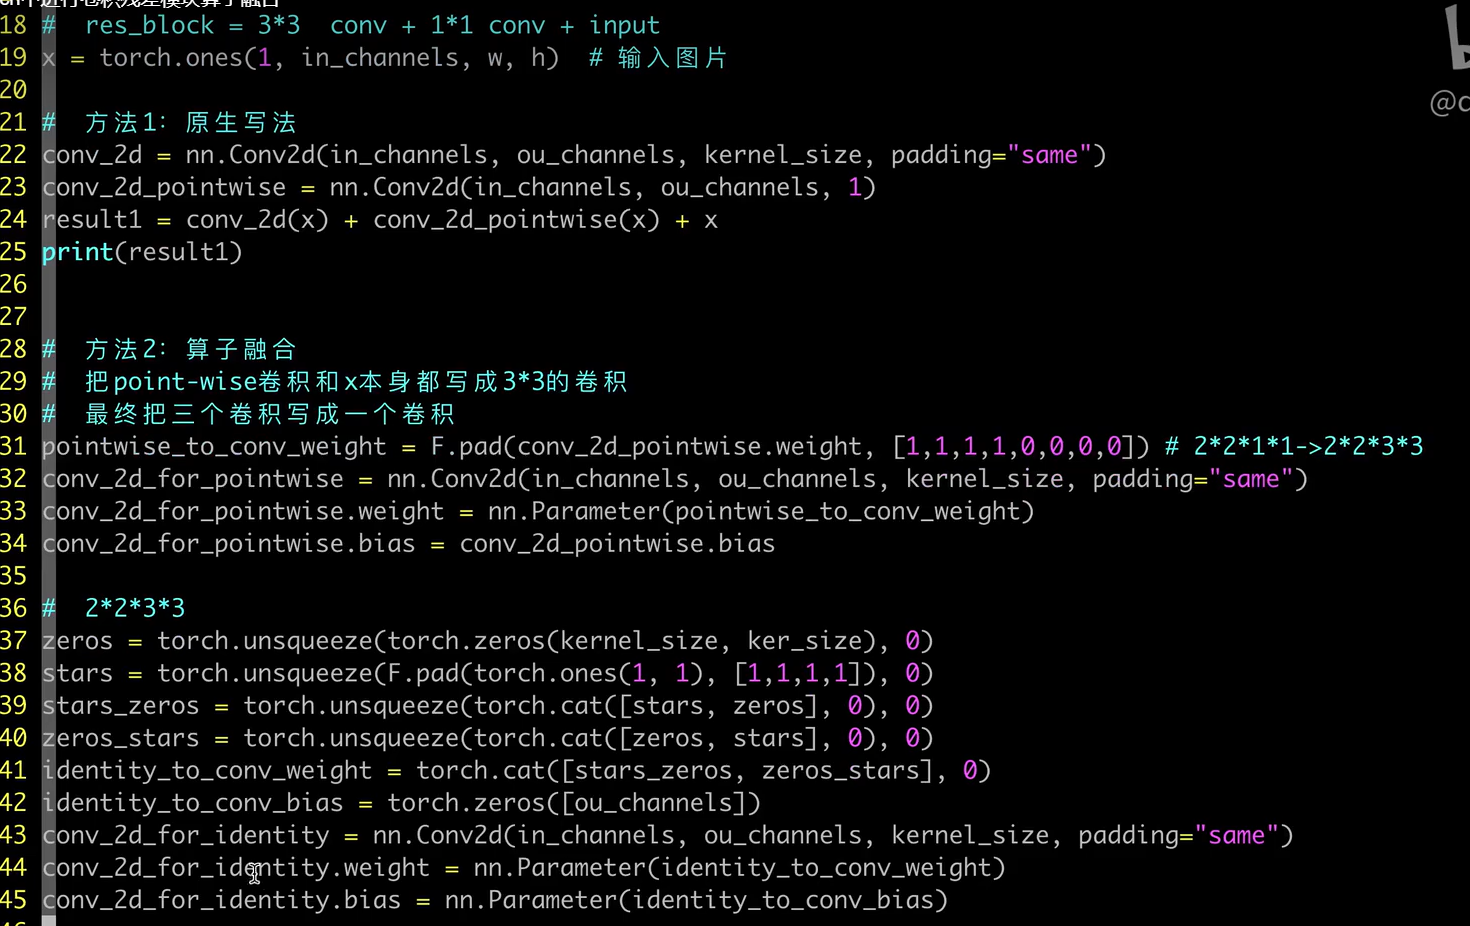 18 #  res_block = 3*3  conv + 1*1 conv + input
19 x = torch.ones(1, in_channels, w, h)  # 输入图片
20
21 #  方法1: 原生写法
22 conv_2d = nn.Conv2d(in_channels, ou_channels, kernel_size, padding="same")
23 conv_2d_pointwise = nn.Conv2d(in_channels, ou_channels, 1)
24 result1 = conv_2d(x) + conv_2d_pointwise(x) + x
25 print(result1)
26
27
28 #  方法2: 算子融合
29 #  把point-wise卷积和x本身都写成3*3的卷积
30 #  最终把三个卷积写成一个卷积
31 pointwise_to_conv_weight = F.pad(conv_2d_pointwise.weight, [1,1,1,1,0,0,0,0]) # 2*2*1*1->2*2*3*3
32 conv_2d_for_pointwise = nn.Conv2d(in_channels, ou_channels, kernel_size, padding="same")
33 conv_2d_for_pointwise.weight = nn.Parameter(pointwise_to_conv_weight)
34 conv_2d_for_pointwise.bias = conv_2d_pointwise.bias
35
36 #  2*2*3*3
37 zeros = torch.unsqueeze(torch.zeros(kernel_size, ker_size), 0)
38 stars = torch.unsqueeze(F.pad(torch.ones(1, 1), [1,1,1,1]), 0)
39 stars_zeros = torch.unsqueeze(torch.cat([stars, zeros], 0), 0)
40 zeros_stars = torch.unsqueeze(torch.cat([zeros, stars], 0), 0)
41 identity_to_conv_weight = torch.cat([stars_zeros, zeros_stars], 0)
42 identity_to_conv_bias = torch.zeros([ou_channels])
43 conv_2d_for_identity = nn.Conv2d(in_channels, ou_channels, kernel_size, padding="same")
44 conv_2d_for_identity.weight = nn.Parameter(identity_to_conv_weight)
45 conv_2d_for_identity.bias = nn.Parameter(identity_to_conv_bias)